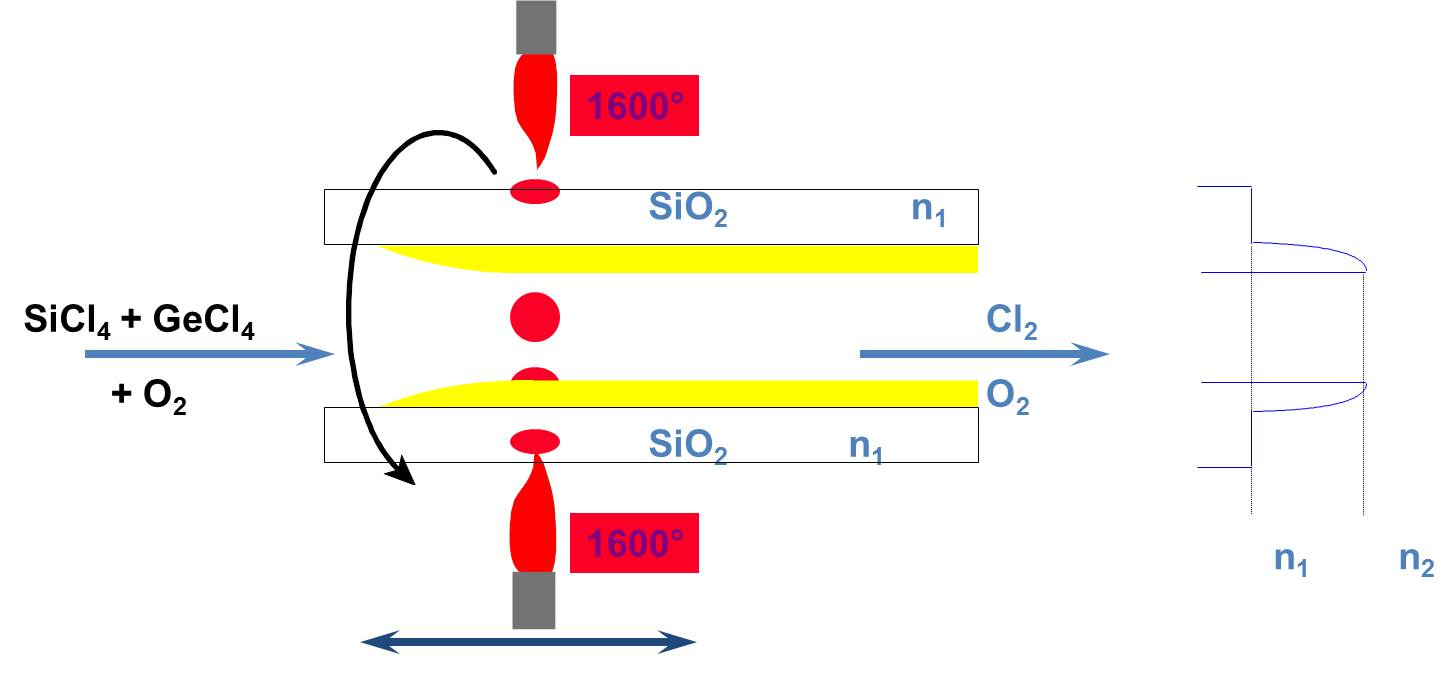 1600°
SiO₂ n₁
SiCl₄ + GeCl₄
+ O₂
Cl₂
O₂
SiO₂ n₁
1600°
n₁ n₂